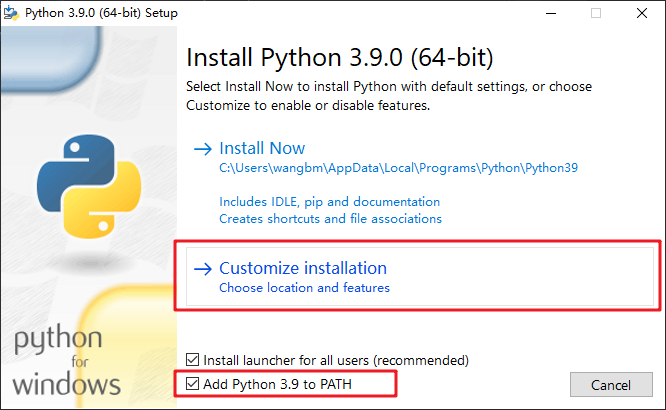 Python 3.9.0 (64-bit) Setup
Install Python 3.9.0 (64-bit)
Select Install Now to install Python with default settings, or choose
Customize to enable or disable features.
Install Now
C:\Users\wangbm\AppData\Local\Programs\Python\Python39
Includes IDLE, pip and documentation
Creates shortcuts and file associations
Customize installation
Choose location and features
python
for
windows
Install launcher for all users (recommended)
Add Python 3.9 to PATH
Cancel